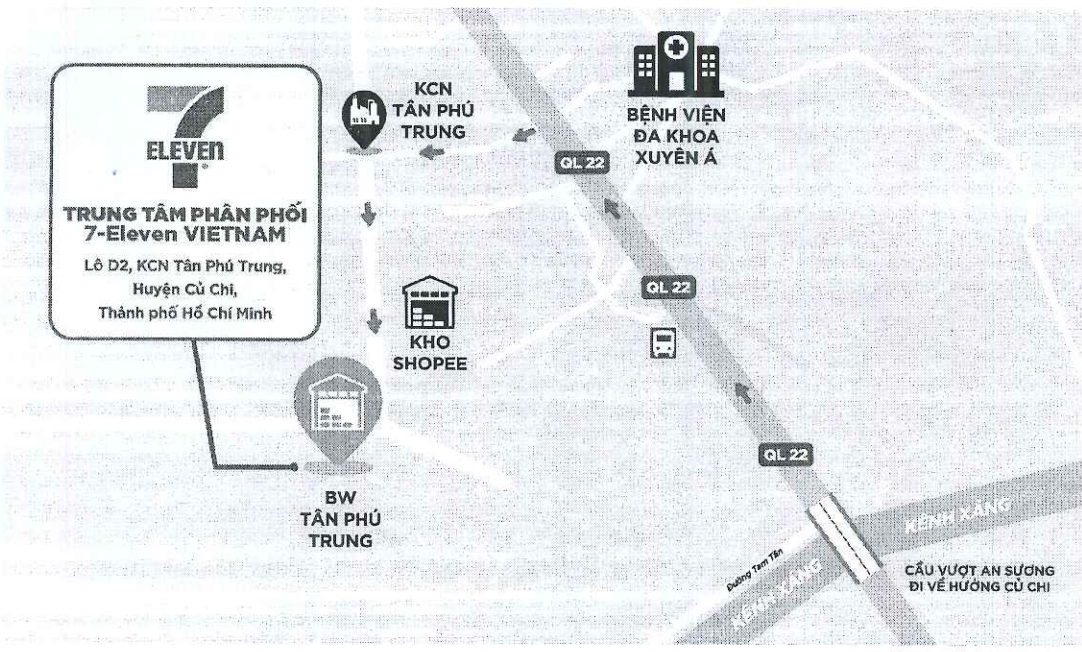 7
ELEVEN
TRUNG TÂM PHÂN PHỐI
7-Eleven VIETNAM
Lô D2, KCN Tân Phú Trung,
Huyện Củ Chi,
Thành phố Hồ Chí Minh
KCN
TÂN PHÚ
TRUNG
BỆNH VIỆN
ĐA KHOA
XUYÊN Á
QL 22
QL 22
KHO
SHOPEE
QL 22
BW
TÂN PHÚ
TRUNG
KÊNH XÁNG
Đường Tam Tân
KÊNH XÁNG
CẦU VƯỢT AN SƯƠNG
ĐI VỀ HƯỚNG CỦ CHI